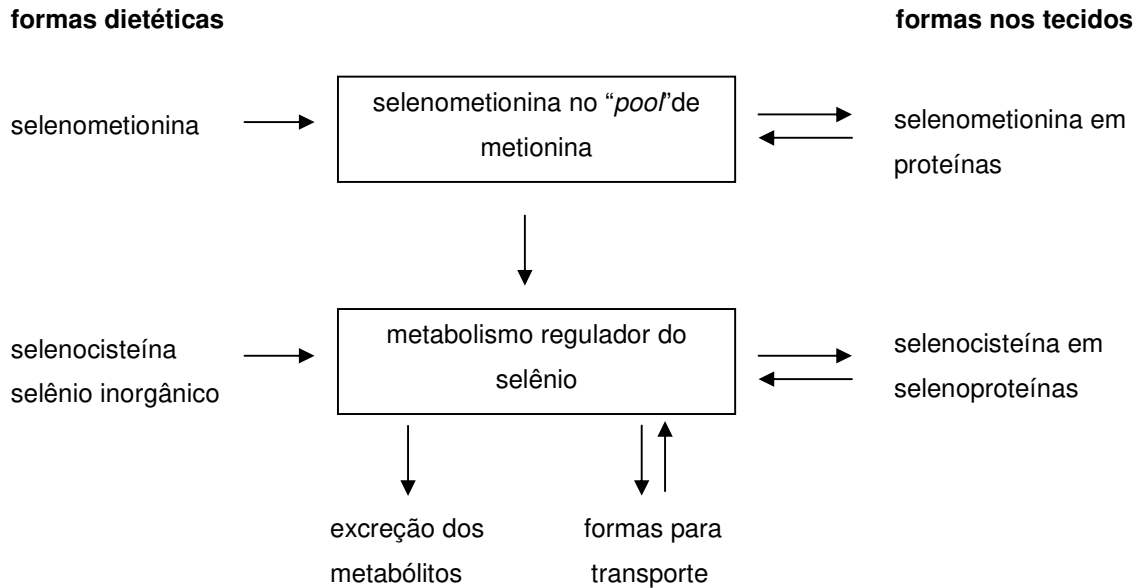 formas dietéticas
formas nos tecidos
selenometionina
selenometionina no “pool”de
metionina
selenometionina em
proteínas
selenocisteína
selênio inorgânico
metabolismo regulador do
selênio
selenocisteína em
selenoproteínas
excreção dos
metabólitos
formas para
transporte